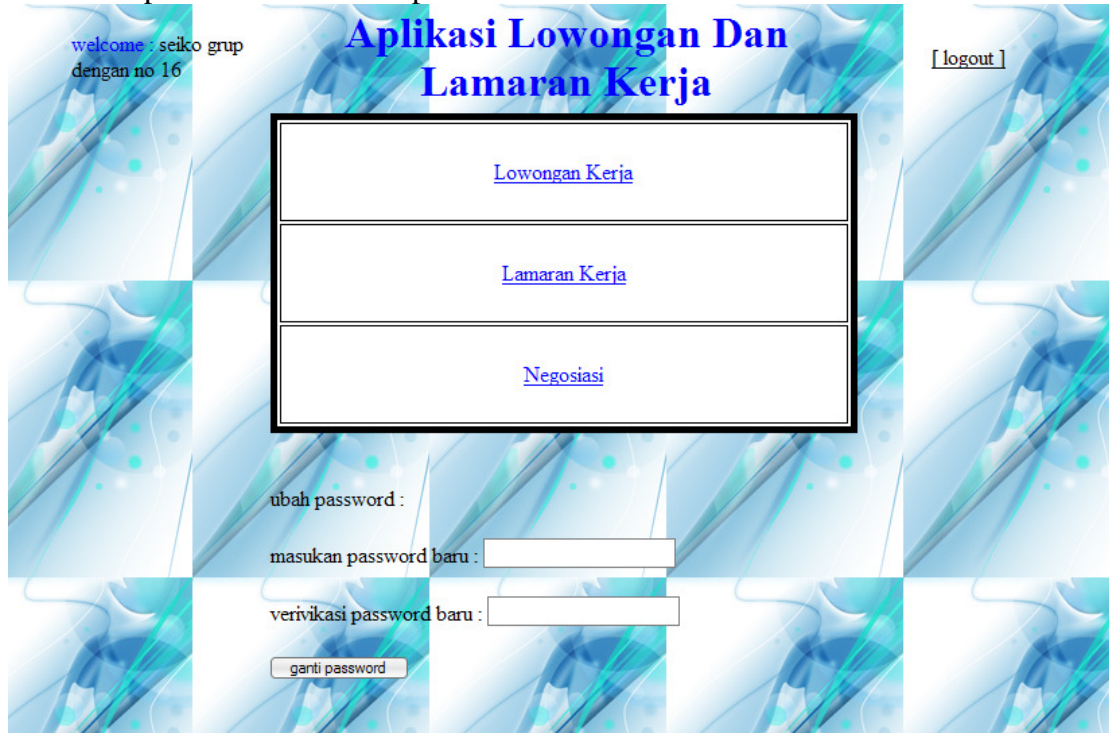 welcome : seiko grup
dengan no 16
Aplikasi Lowongan Dan
Lamaran Kerja
[ logout ]
Lowongan Kerja
Lamaran Kerja
Negosiasi
ubah password :
masukan password baru :
verivikasi password baru :
ganti password